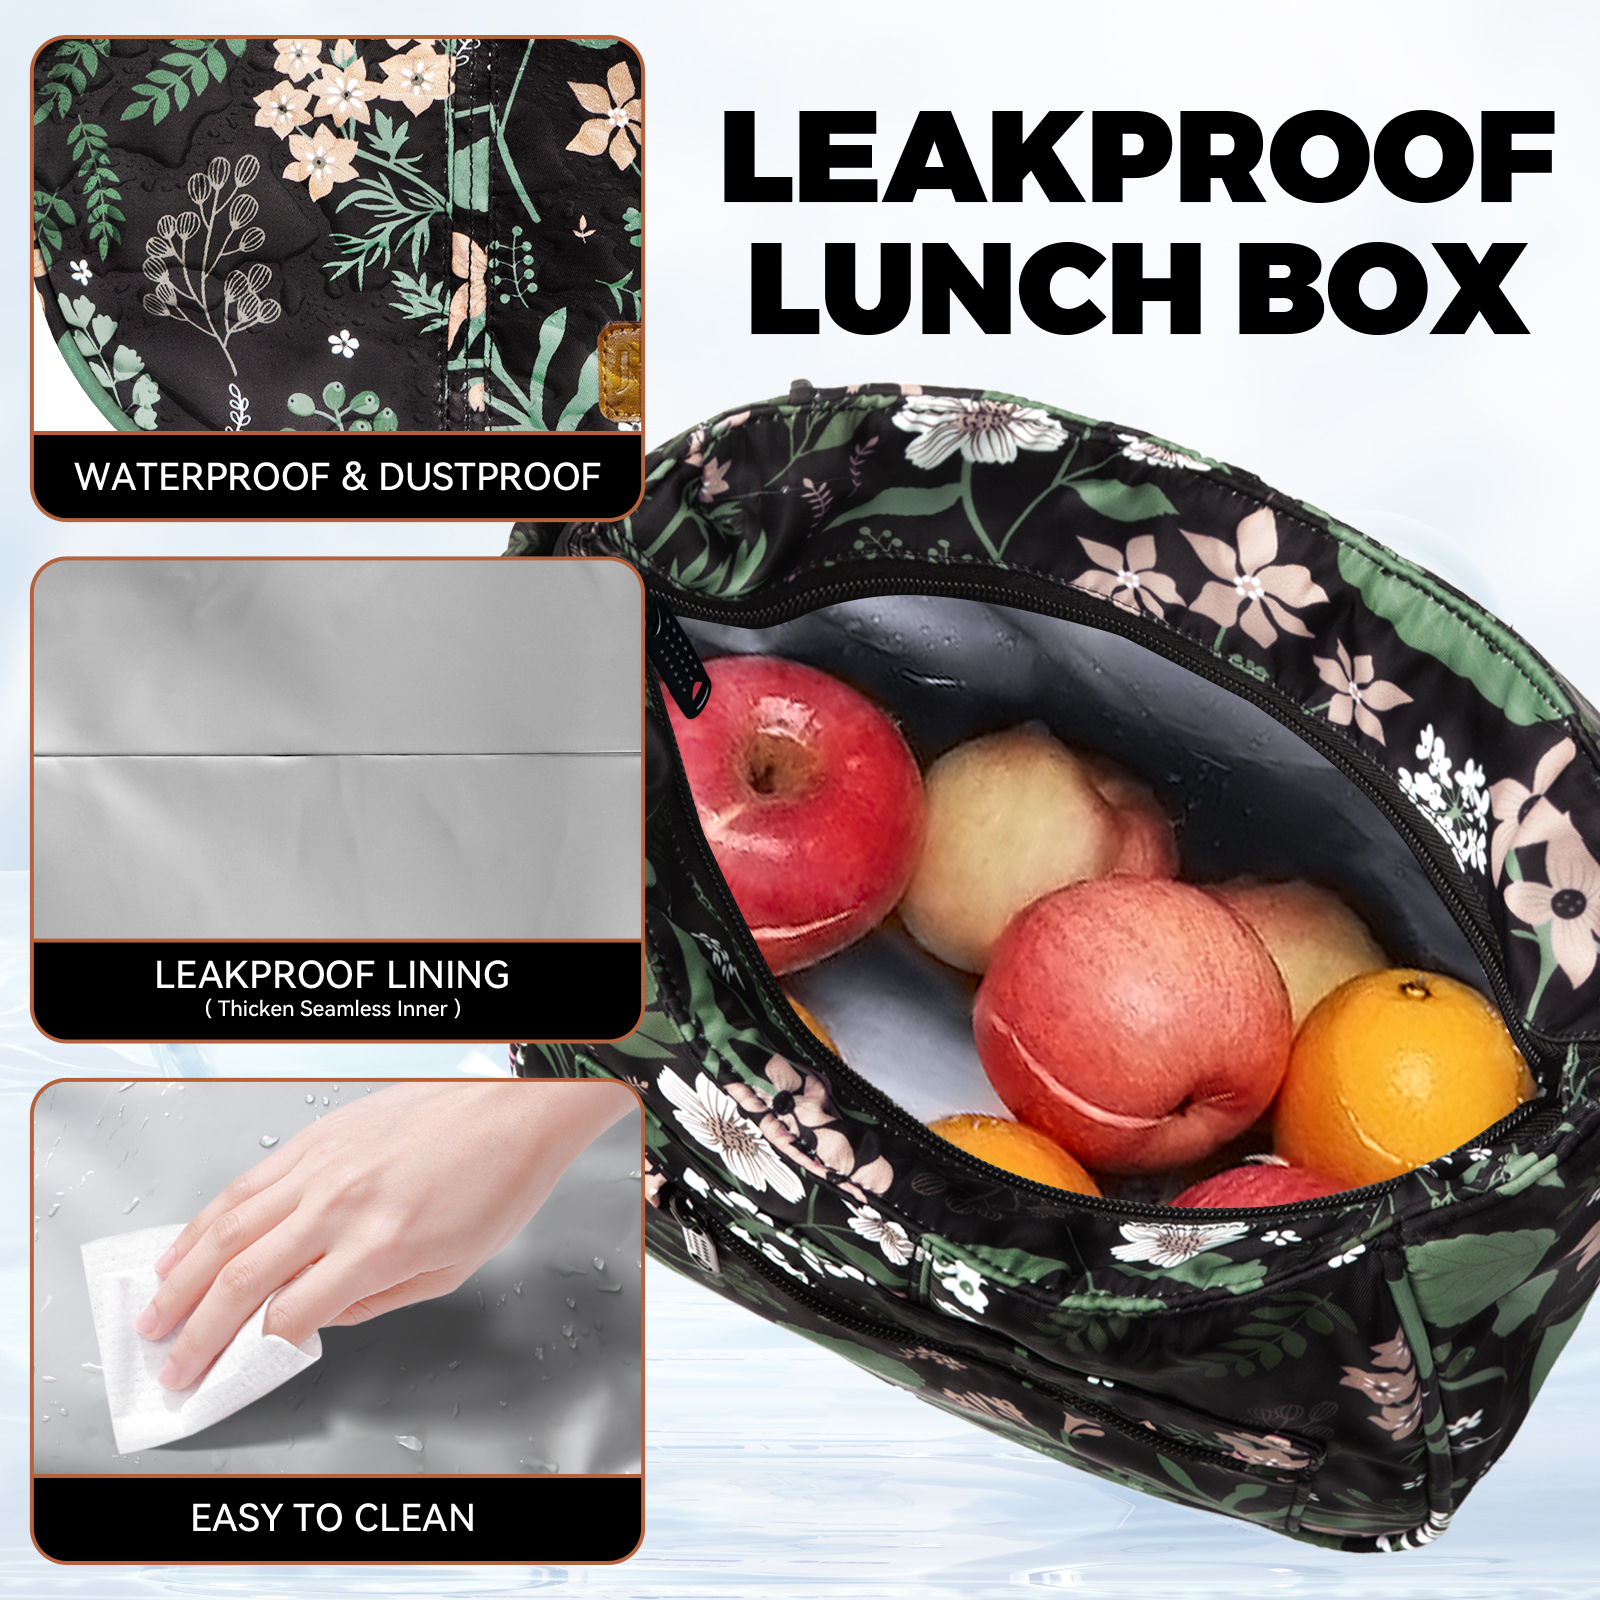 LEAKPROOF
LUNCH BOX
WATERPROOF & DUSTPROOF
LEAKPROOF LINING
( Thicken Seamless Inner )
EASY TO CLEAN